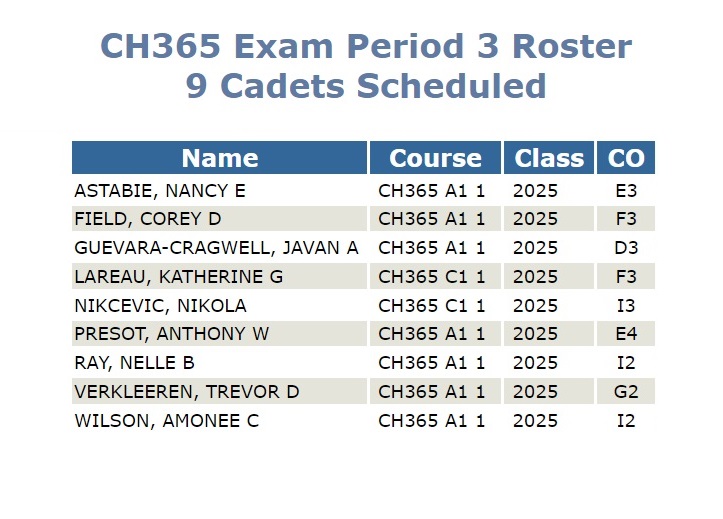 CH365 Exam Period 3 Roster
9 Cadets Scheduled
Name Course Class CO
ASTABIE, NANCY E CH365 A1 1 2025 E3
FIELD, COREY D CH365 A1 1 2025 F3
GUEVARA-CRAGWELL, JAVAN A CH365 A1 1 2025 D3
LAREAU, KATHERINE G CH365 C1 1 2025 F3
NIKCEVIC, NIKOLA CH365 C1 1 2025 I3
PRESOT, ANTHONY W CH365 A1 1 2025 E4
RAY, NELLE B CH365 A1 1 2025 I2
VERKLEEREN, TREVOR D CH365 A1 1 2025 G2
WILSON, AMONEE C CH365 A1 1 2025 I2